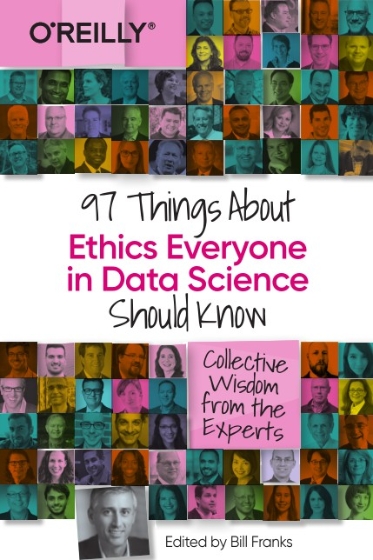 O'REILLY®
97 Things About
Ethics Everyone
in Data Science
Should Know
Collective
Wisdom
from the
Experts
Edited by Bill Franks